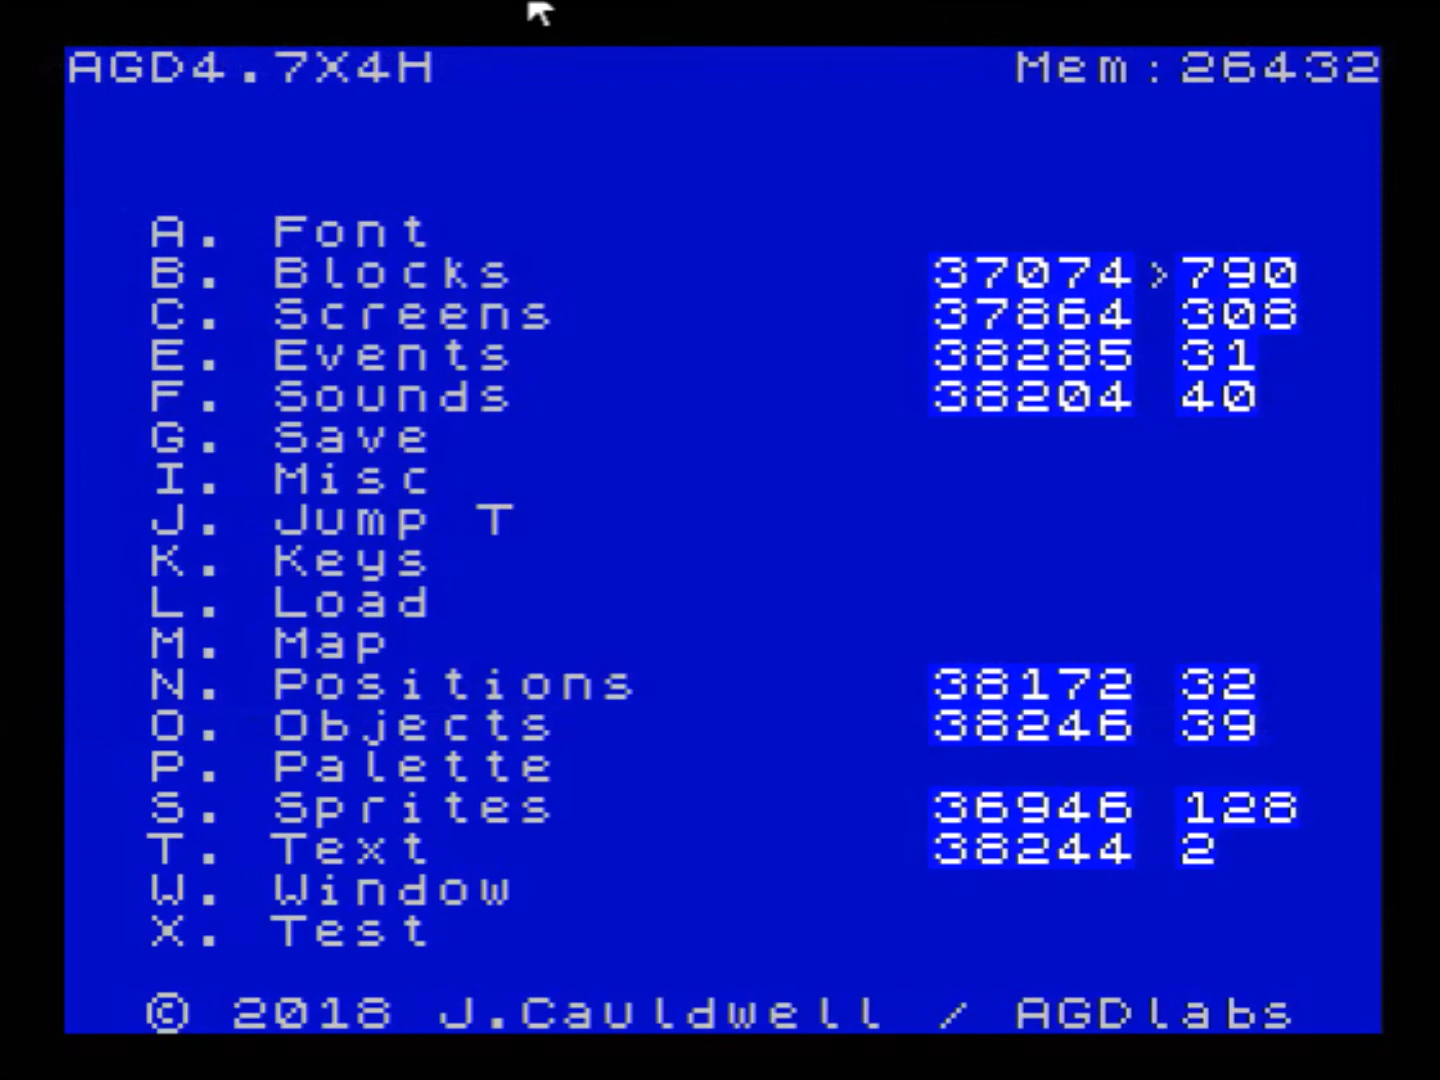 AGD4.7X4H Mem:26432
A. Font
B. Blocks 37074>790
C. Screens 37864 308
E. Events 38285 31
F. Sounds 38204 40
G. Save
I. Misc
J. Jump T
K. Keys
L. Load
M. Map
N. Positions 38172 32
O. Objects 38246 39
P. Palette
S. Sprites 36946 128
T. Text 38244 2
W. Window
X. Test
© 2018 J.Cauldwell / AGDlabs